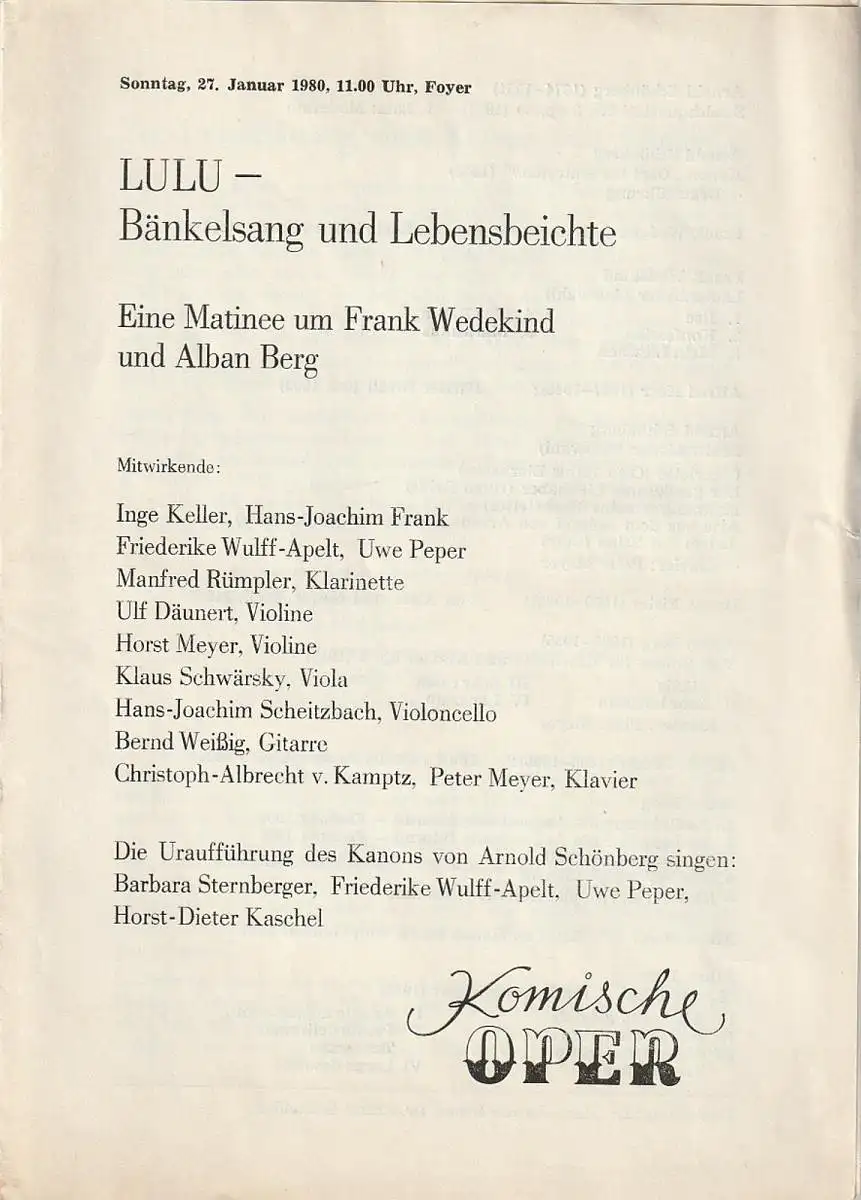 Sonntag, 27. Januar 1980, 11.00 Uhr, Foyer
LULU –
Bänkelsang und Lebensbeichte
Eine Matinee um Frank Wedekind
und Alban Berg
Mitwirkende:
Inge Keller, Hans-Joachim Frank
Friederike Wulff-Apelt, Uwe Peper
Manfred Rümpler, Klarinette
Ulf Däunert, Violine
Horst Meyer, Violine
Klaus Schwärsky, Viola
Hans-Joachim Scheitzbach, Violoncello
Bernd Weißig, Gitarre
Christoph-Albrecht v. Kamptz, Peter Meyer, Klavier
Die Uraufführung des Kanons von Arnold Schönberg singen:
Barbara Sternberger, Friederike Wulff-Apelt, Uwe Peper,
Horst-Dieter Kaschel
Komische
OPER